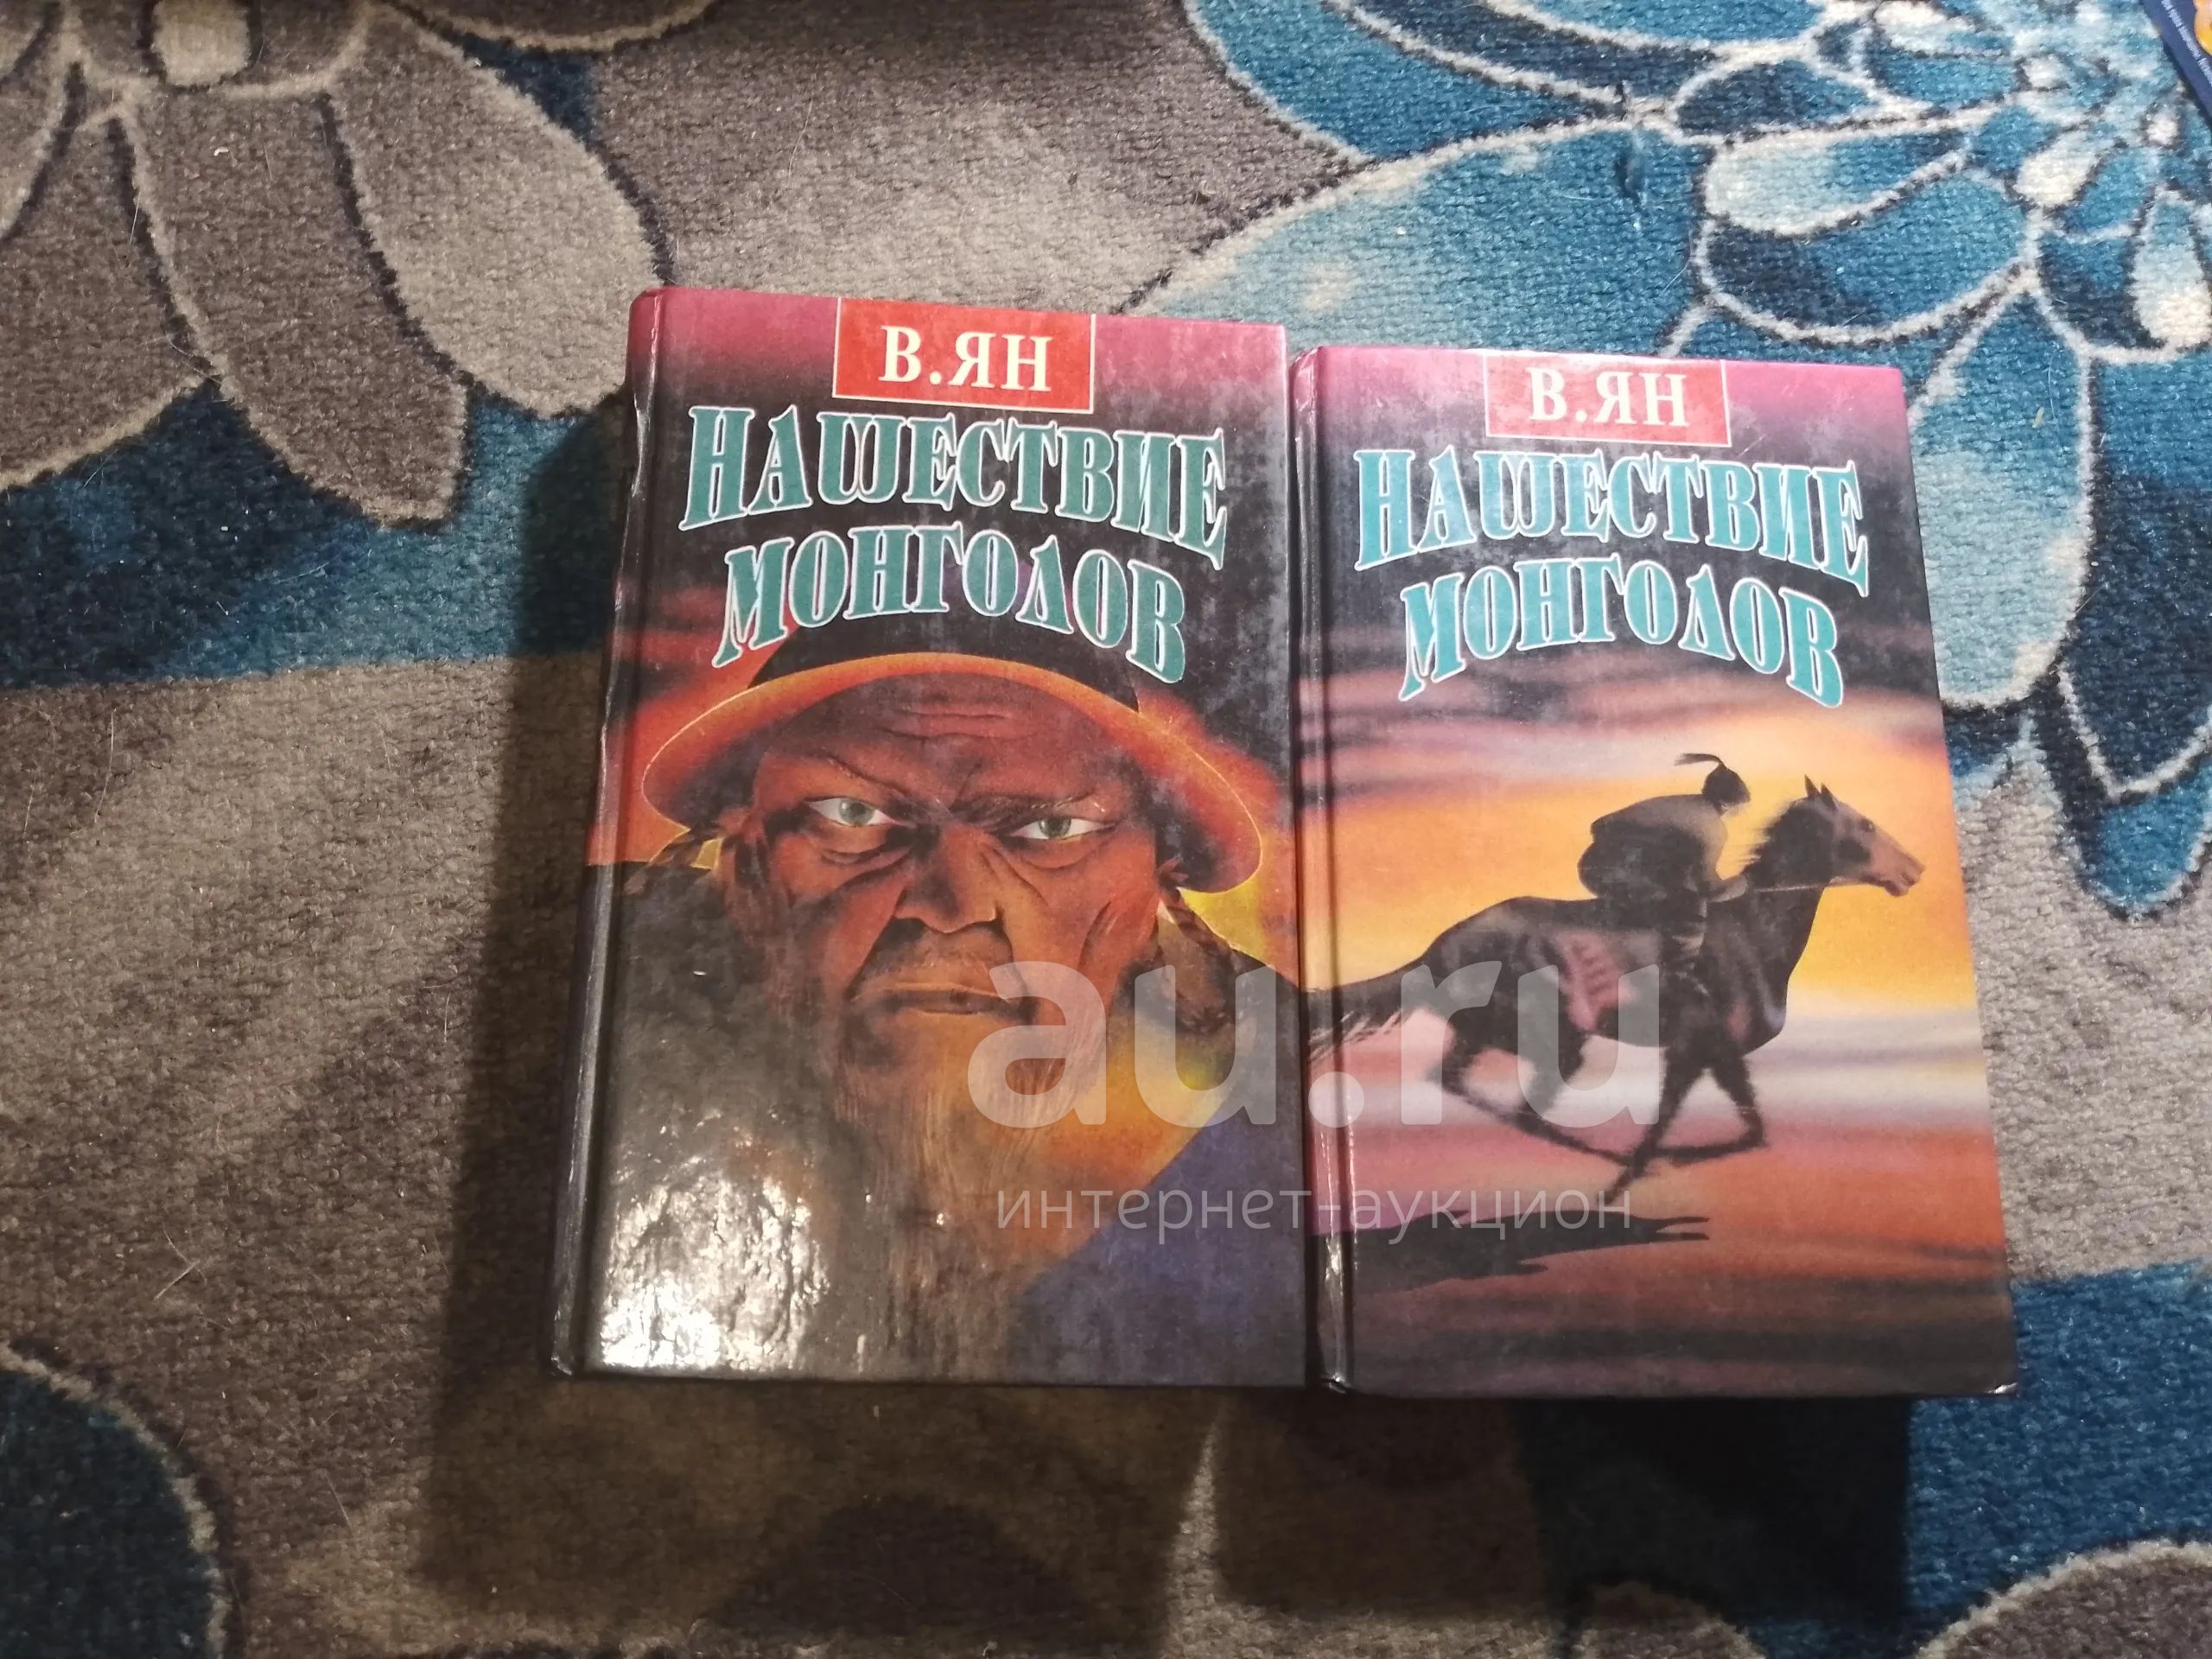 В.ЯН
НАШЕСТВИЕ
МОНГОЛОВ
В.ЯН
НАШЕСТВИЕ
МОНГОЛОВ
au.ru
интернет-аукцион